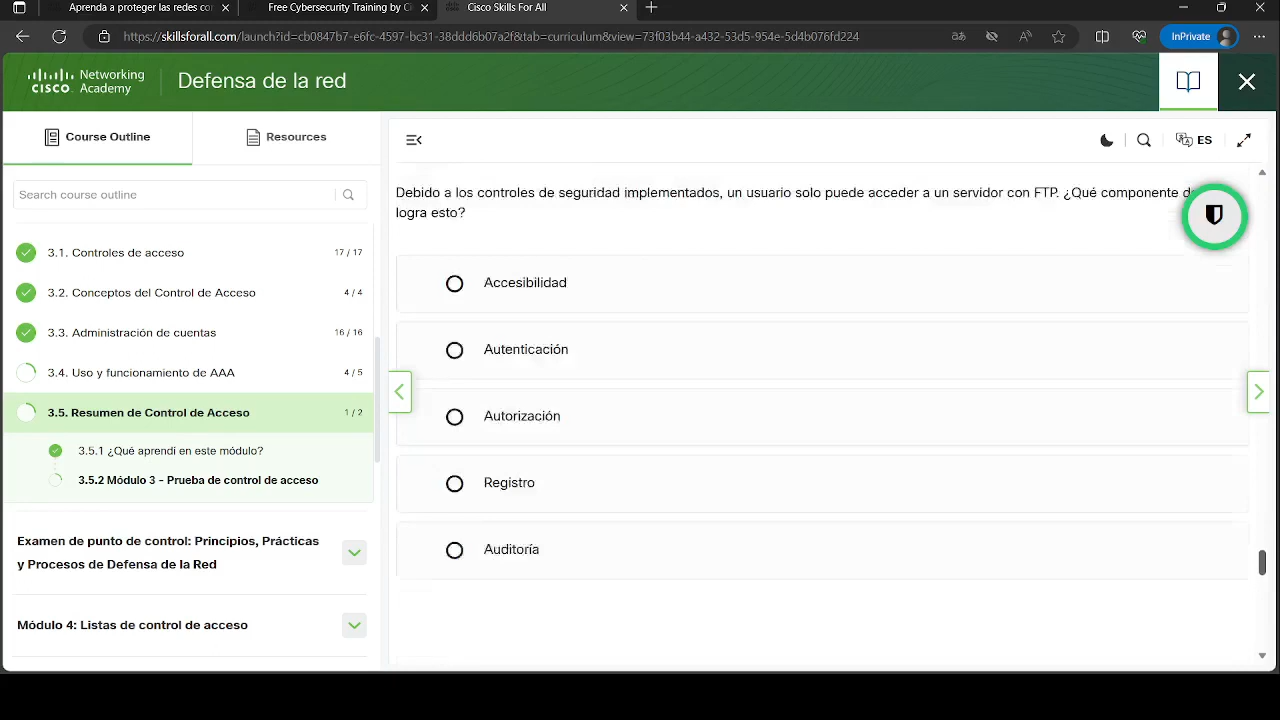 Aprenda a proteger las redes cor
Free Cybersecurity Training by Ci
Cisco Skills For All
https://skillsforall.com/launch?id=cb0847b7-e6fc-4597-bc31-38ddd6b07a2f&tab=curriculum&view=73f03b44-a432-53d5-954e-5d4b076fd224
InPrivate
CISCO Networking Academy
Defensa de la red
Course Outline
Resources
ES
Search course outline
3.1. Controles de acceso 17 / 17
3.2. Conceptos del Control de Acceso 4 / 4
3.3. Administración de cuentas 16 / 16
3.4. Uso y funcionamiento de AAA 4 / 5
3.5. Resumen de Control de Acceso 1 / 2
3.5.1 ¿Qué aprendí en este módulo?
3.5.2 Módulo 3 - Prueba de control de acceso
Examen de punto de control: Principios, Prácticas
y Procesos de Defensa de la Red
Módulo 4: Listas de control de acceso
Debido a los controles de seguridad implementados, un usuario solo puede acceder a un servidor con FTP. ¿Qué componente d
logra esto?
Accesibilidad
Autenticación
Autorización
Registro
Auditoría